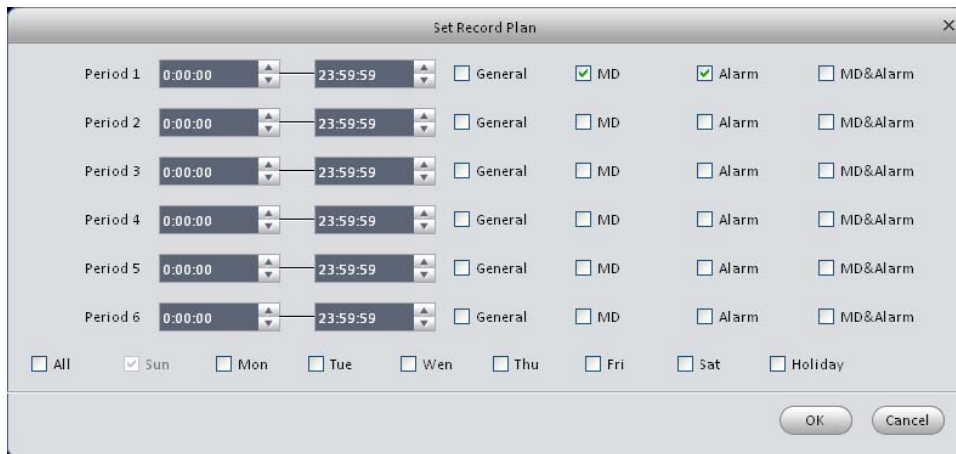 Set Record Plan
Period 1 0:00:00 23:59:59 General MD Alarm MD&Alarm
Period 2 0:00:00 23:59:59 General MD Alarm MD&Alarm
Period 3 0:00:00 23:59:59 General MD Alarm MD&Alarm
Period 4 0:00:00 23:59:59 General MD Alarm MD&Alarm
Period 5 0:00:00 23:59:59 General MD Alarm MD&Alarm
Period 6 0:00:00 23:59:59 General MD Alarm MD&Alarm
All Sun Mon Tue Wen Thu Fri Sat Holiday
OK Cancel